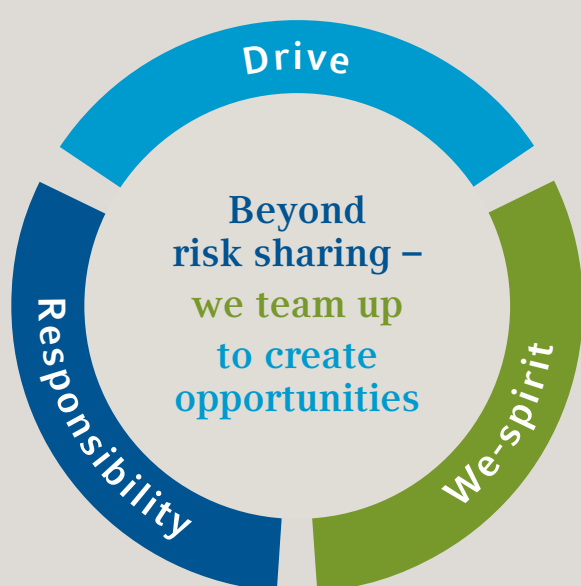 Drive
Beyond
risk sharing –
we team up
to create
opportunities
Responsibility
We-spirit